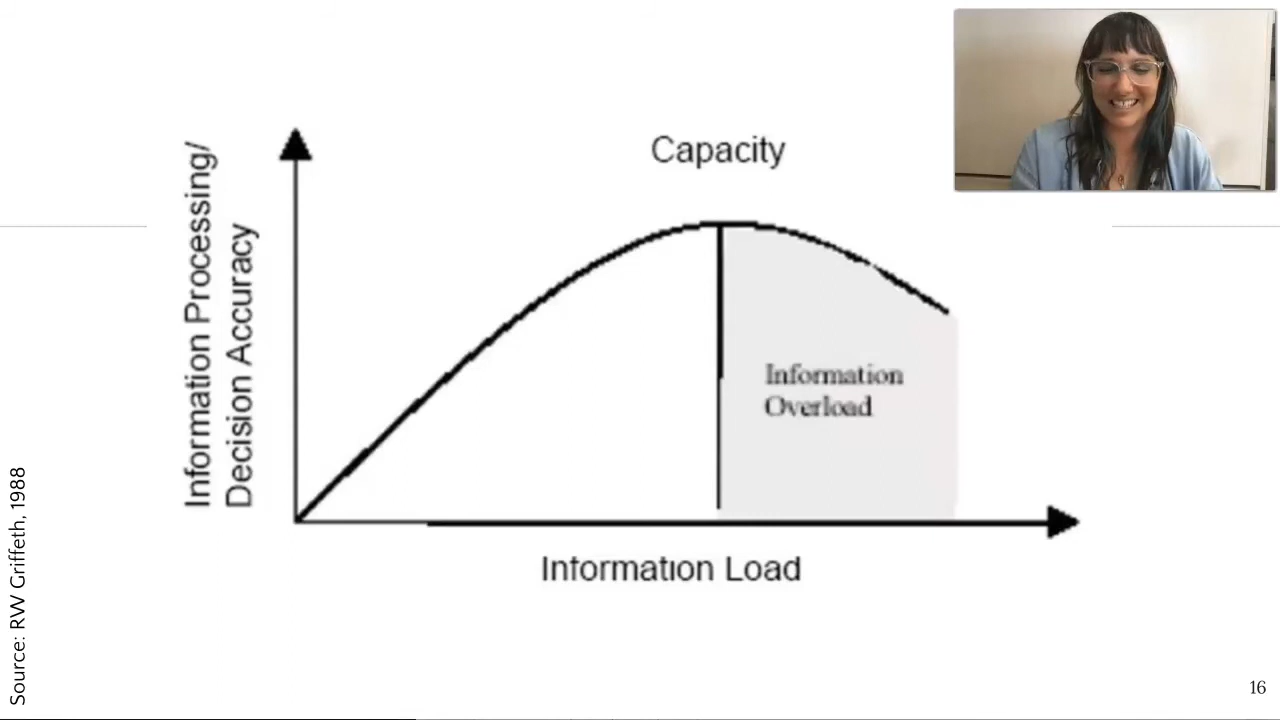 Capacity
Information Processing/
Decision Accuracy
Information
Overload
Information Load
Source: RW Griffeth, 1988
16